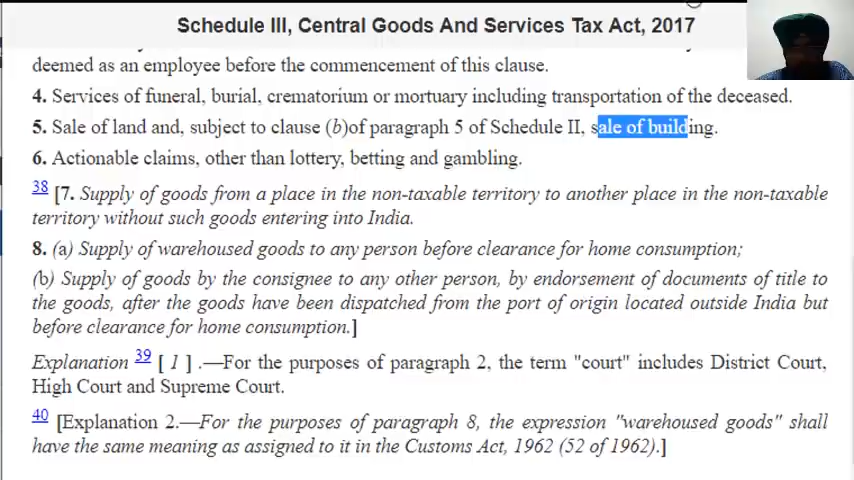 Schedule III, Central Goods And Services Tax Act, 2017
deemed as an employee before the commencement of this clause.
4. Services of funeral, burial, crematorium or mortuary including transportation of the deceased.
5. Sale of land and, subject to clause (b)of paragraph 5 of Schedule II, sale of building.
6. Actionable claims, other than lottery, betting and gambling.
38 [7. Supply of goods from a place in the non-taxable territory to another place in the non-taxable
territory without such goods entering into India.
8. (a) Supply of warehoused goods to any person before clearance for home consumption;
(b) Supply of goods by the consignee to any other person, by endorsement of documents of title to
the goods, after the goods have been dispatched from the port of origin located outside India but
before clearance for home consumption.]
Explanation 39 [ 1 ] .—For the purposes of paragraph 2, the term "court" includes District Court,
High Court and Supreme Court.
40 [Explanation 2.—For the purposes of paragraph 8, the expression "warehoused goods" shall
have the same meaning as assigned to it in the Customs Act, 1962 (52 of 1962).]